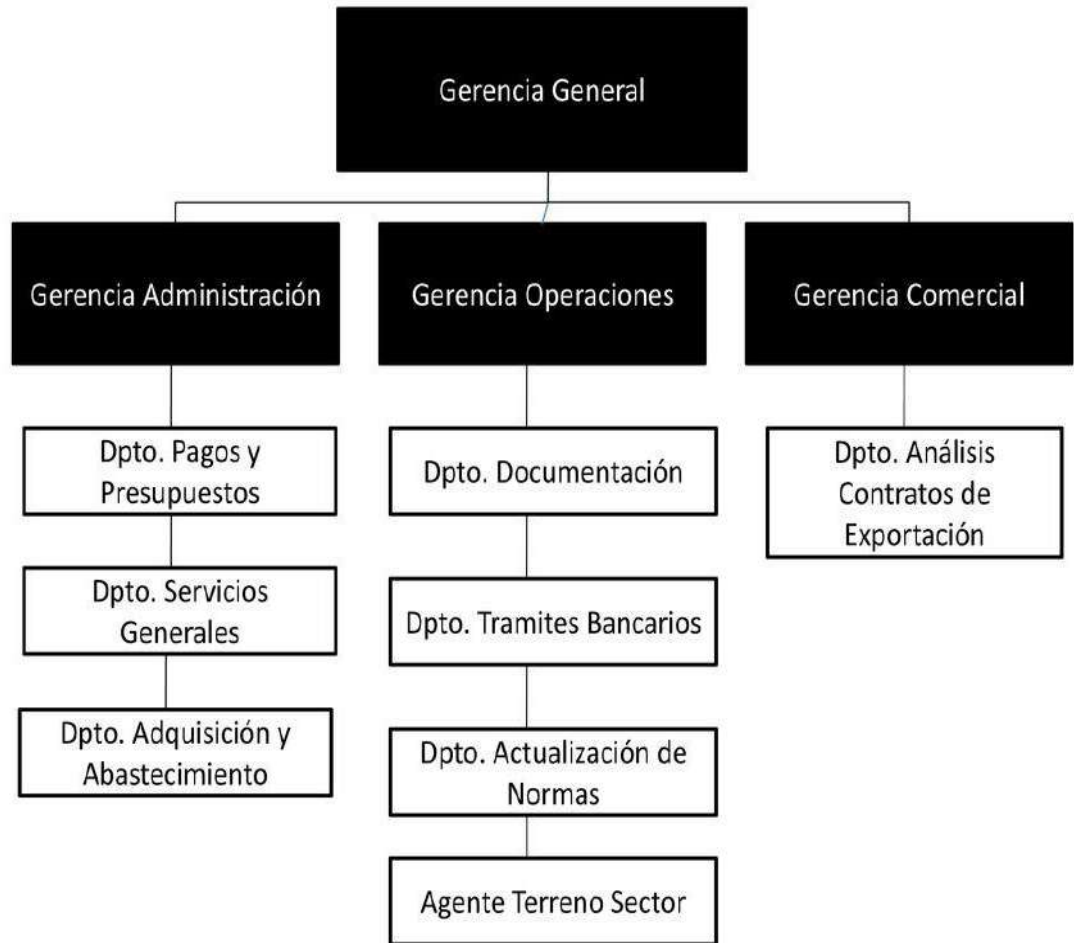 Gerencia General
Gerencia Administración
Gerencia Operaciones
Gerencia Comercial
Dpto. Pagos y
Presupuestos
Dpto. Servicios
Generales
Dpto. Adquisición y
Abastecimiento
Dpto. Documentación
Dpto. Tramites Bancarios
Dpto. Actualización de
Normas
Agente Terreno Sector
Dpto. Análisis
Contratos de
Exportación